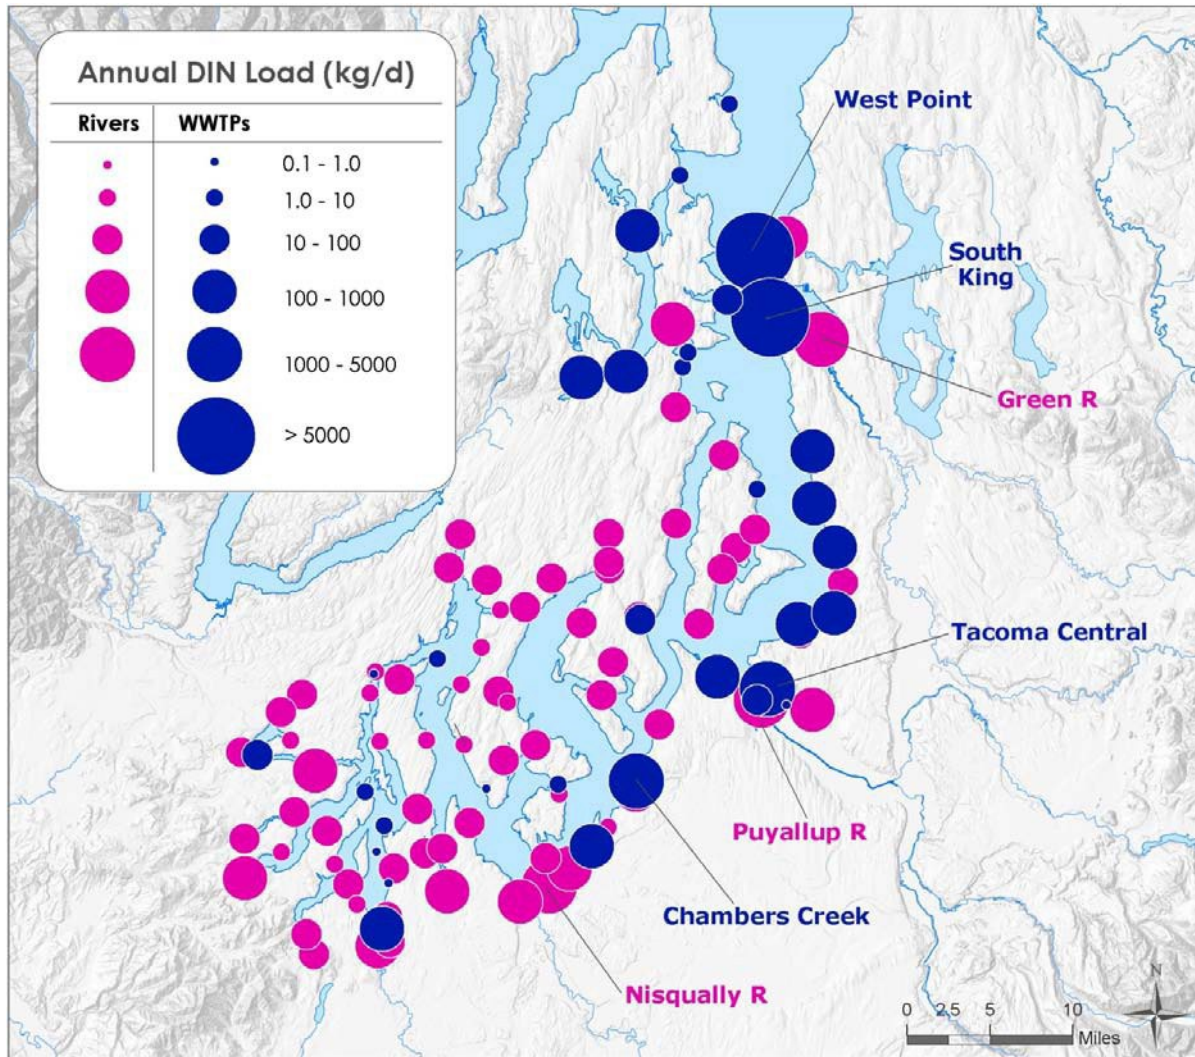 Annual DIN Load (kg/d)
Rivers WWTPs
0.1 - 1.0
1.0 - 10
10 - 100
100 - 1000
1000 - 5000
> 5000
West Point
South
King
Green R
Tacoma Central
Puyallup R
Chambers Creek
Nisqually R
N
0 2.5 5 10
Miles